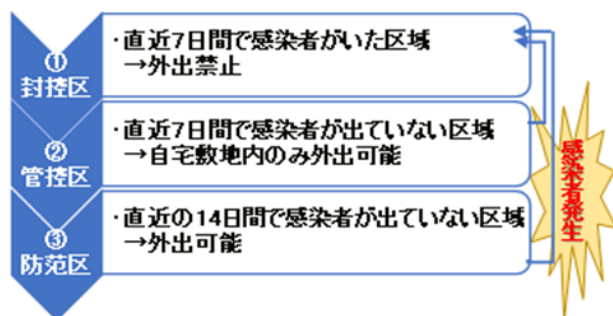 ①
封控区
・直近7日間で感染者がいた区域
→外出禁止
②
管控区
・直近7日間で感染者が出ていない区域
→自宅敷地内のみ外出可能
③
防范区
・直近の14日間で感染者が出ていない区域
→外出可能
感染者発生